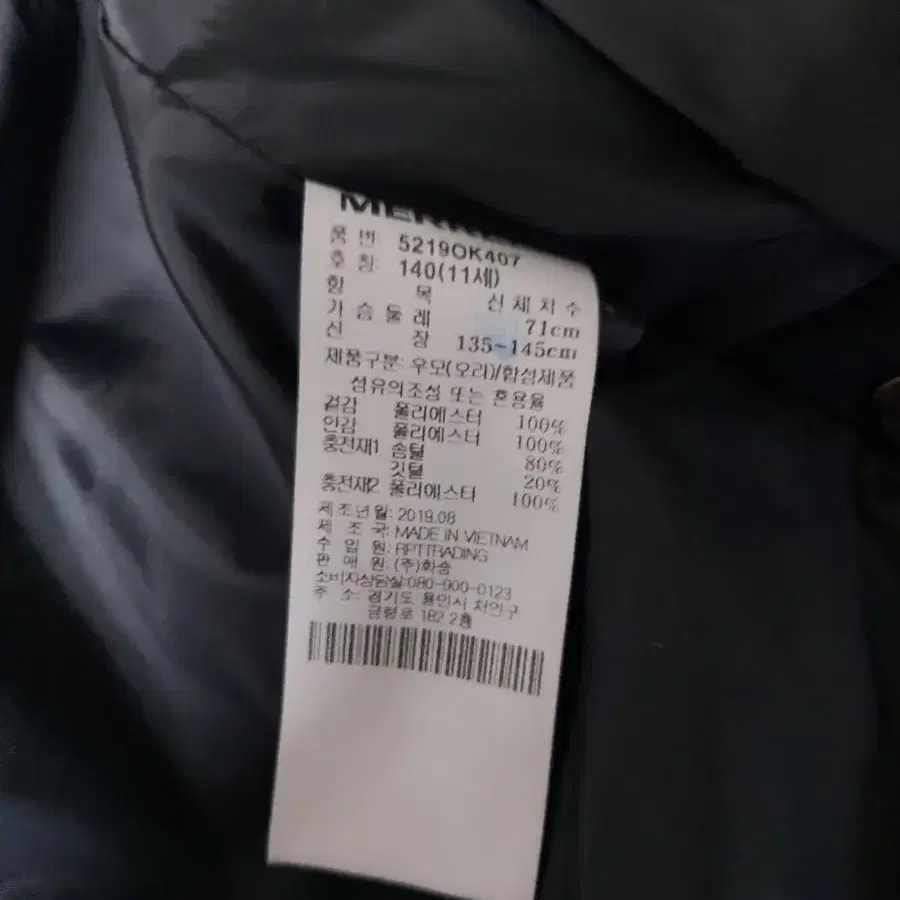 품 번: 5219OK407
호 칭: 140(11세)
항 목 신 체 치 수
가 슴 둘 레 71cm
신 장 135-145cm
제품구분: 우모(오리)/합성제품
섬유의조성 또는 혼용율
겉감 폴리에스터 100%
안감 폴리에스터 100%
충전재1 솜털 80%
깃털 20%
충전재2 폴리에스터 100%
제조년월: 2019.08
제 조 국: MADE IN VIETNAM
수 입 원: RPTTRADING
판 매 원: (주)화승
소비자상담실:080-900-0123
주 소: 경기도 용인시 처인구
금령로 182 2층